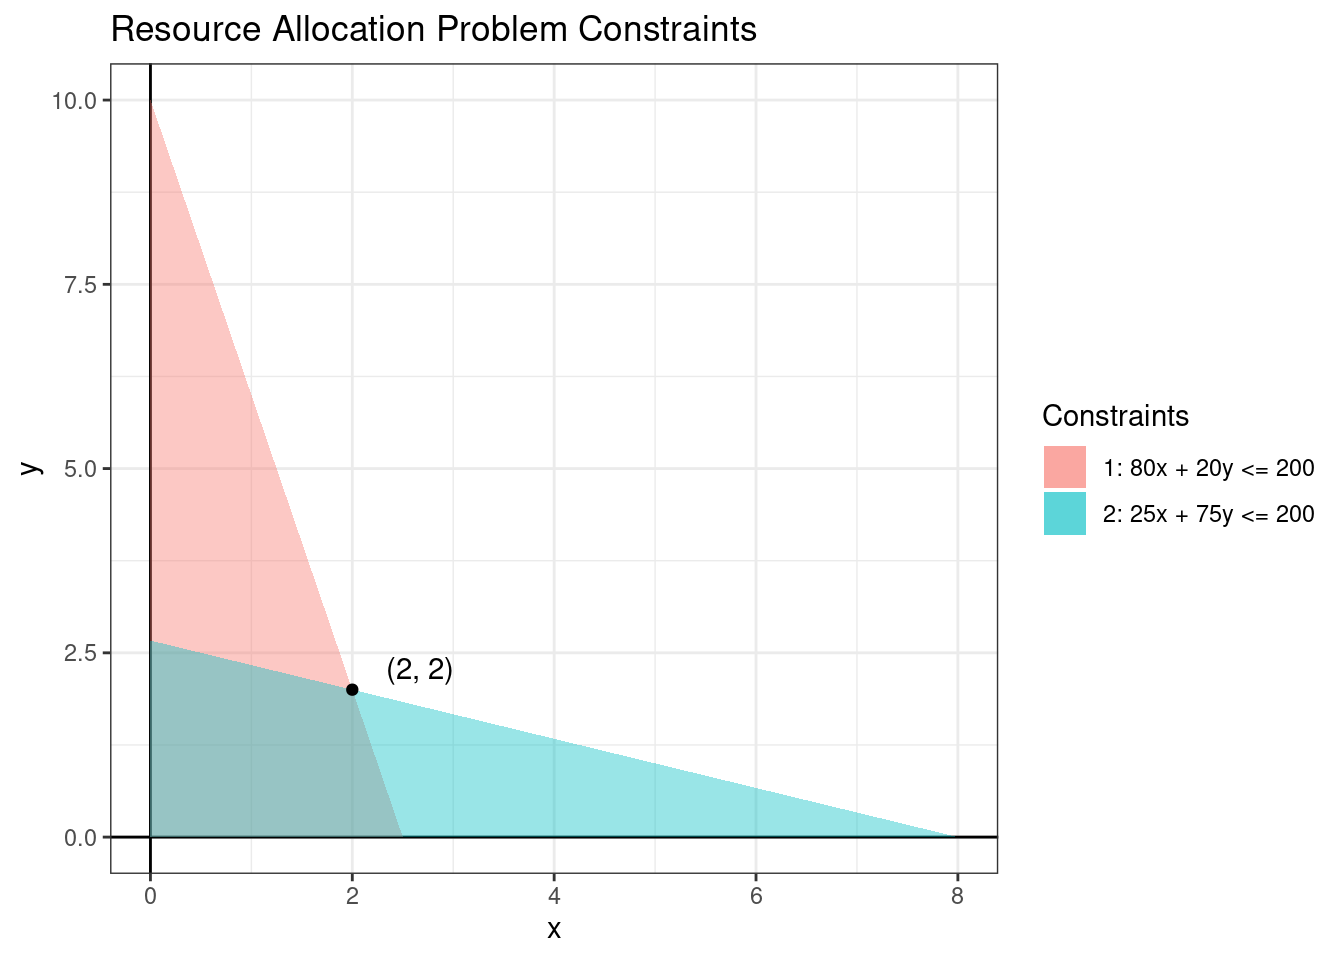 Resource Allocation Problem Constraints
10.0
7.5
5.0
2.5
0.0
y
(2, 2)
0 2 4 6 8
x
Constraints
1: 80x + 20y <= 200
2: 25x + 75y <= 200